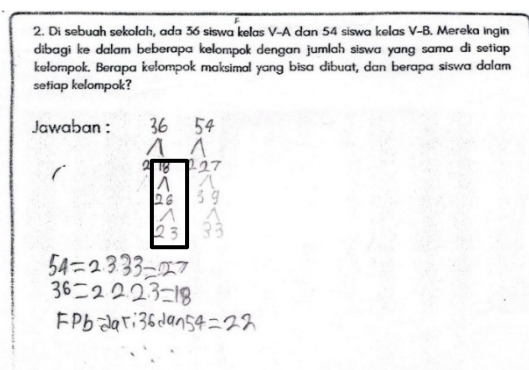 2. Di sebuah sekolah, ada 36 siswa kelas V-A dan 54 siswa kelas V-B. Mereka ingin
dibagi ke dalam beberapa kelompok dengan jumlah siswa yang sama di setiap
kelompok. Berapa kelompok maksimal yang bisa dibuat, dan berapa siswa dalam
setiap kelompok?
Jawaban : 36 54
2 18 2 27
2 6 3 9
2 3 3 3
54=2.3.3.3=27
36=2.2.2.3=18
FPb dari 36 dan 54=22